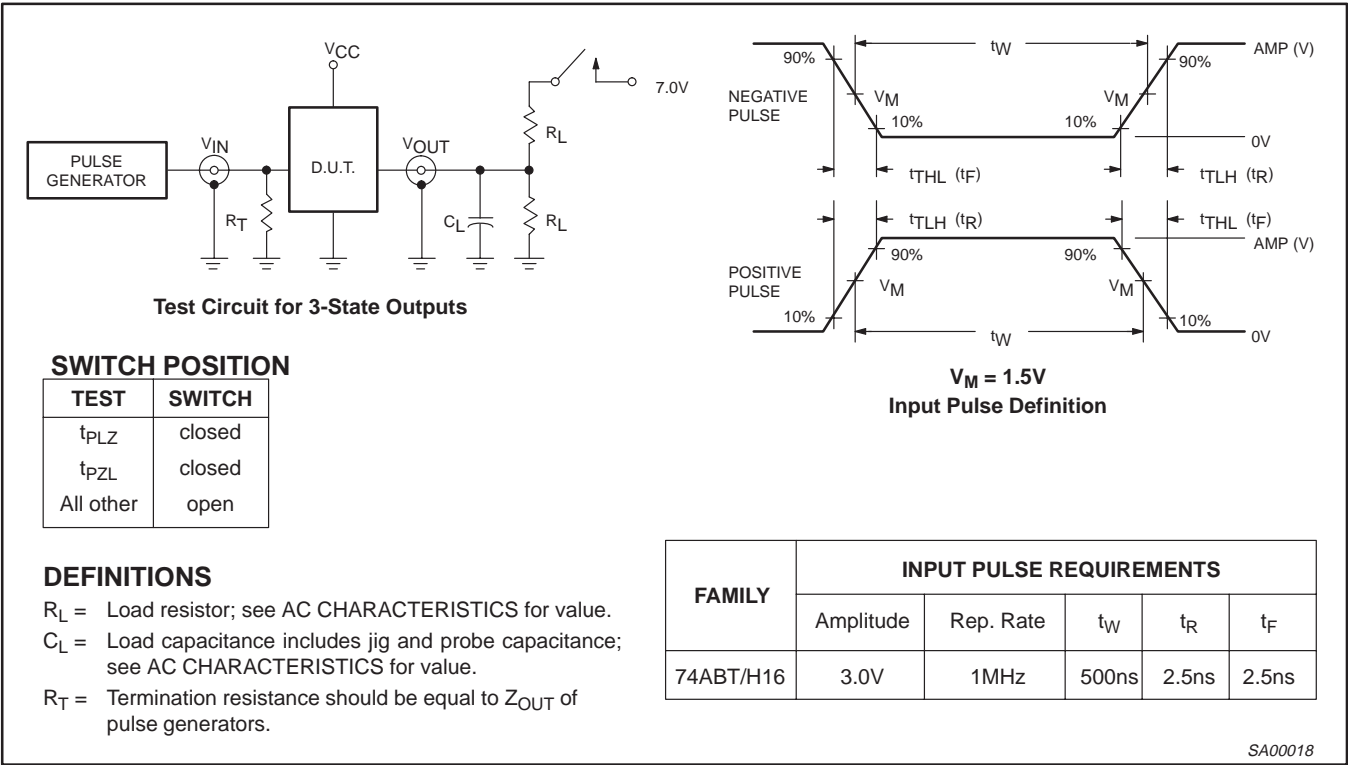 VCC
7.0V
RL
PULSE
GENERATOR
VIN
D.U.T.
VOUT
RT
CL
RL
Test Circuit for 3-State Outputs
90%
tW
90%
AMP (V)
NEGATIVE
PULSE
VM
VM
10%
10%
0V
tTHL (tF)
tTLH (tR)
tTLH (tR)
tTHL (tF)
AMP (V)
90%
90%
POSITIVE
PULSE
VM
VM
10%
10%
tW
0V
VM = 1.5V
Input Pulse Definition
SWITCH POSITION
TEST SWITCH
tPLZ closed
tPZL closed
All other open
DEFINITIONS
RL = Load resistor; see AC CHARACTERISTICS for value.
CL = Load capacitance includes jig and probe capacitance;
see AC CHARACTERISTICS for value.
RT = Termination resistance should be equal to ZOUT of
pulse generators.
FAMILY
INPUT PULSE REQUIREMENTS
Amplitude Rep. Rate tW tR tF
74ABT/H16 3.0V 1MHz 500ns 2.5ns 2.5ns
SA00018